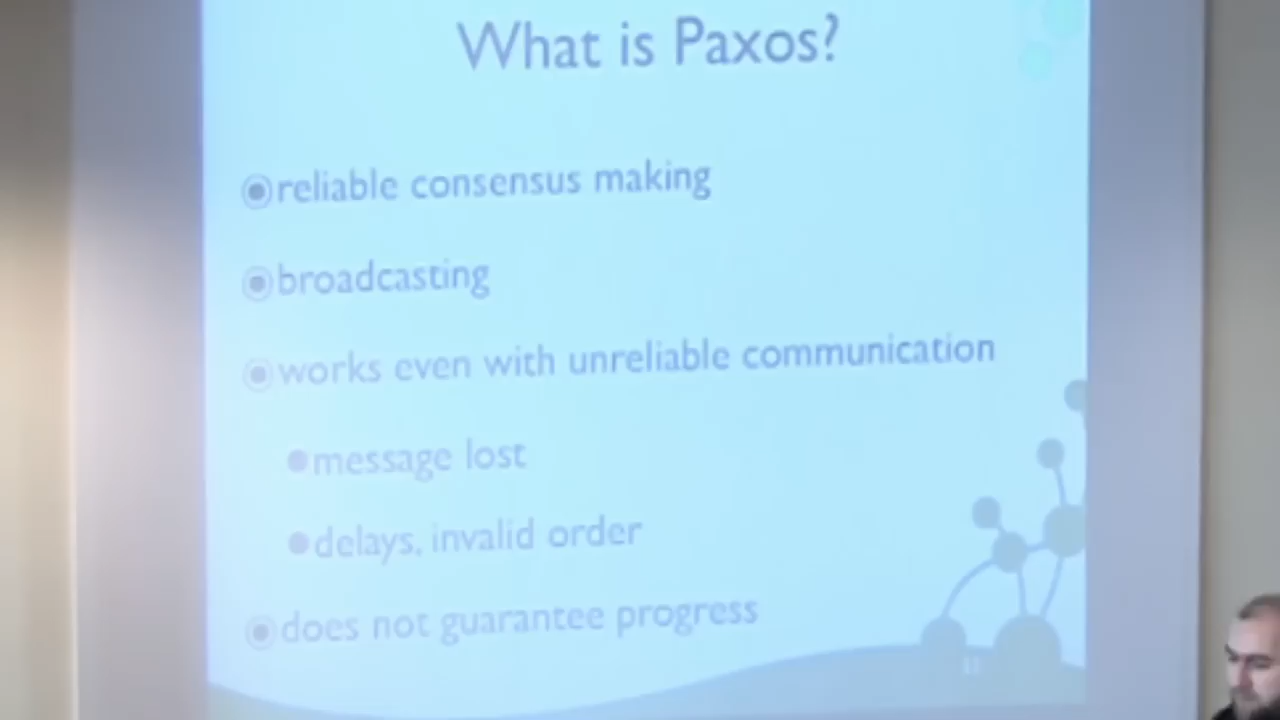 What is Paxos?
reliable consensus making
broadcasting
works even with unreliable communication
message lost
delays, invalid order
does not guarantee progress